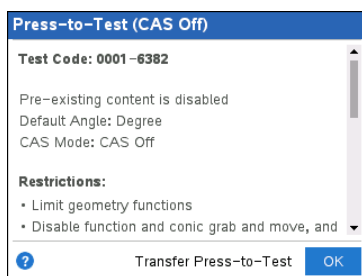 Press-to-Test (CAS Off)
Test Code: 0001-6382
Pre-existing content is disabled
Default Angle: Degree
CAS Mode: CAS Off
Restrictions:
• Limit geometry functions
• Disable function and conic grab and move, and
?
Transfer Press-to-Test
OK